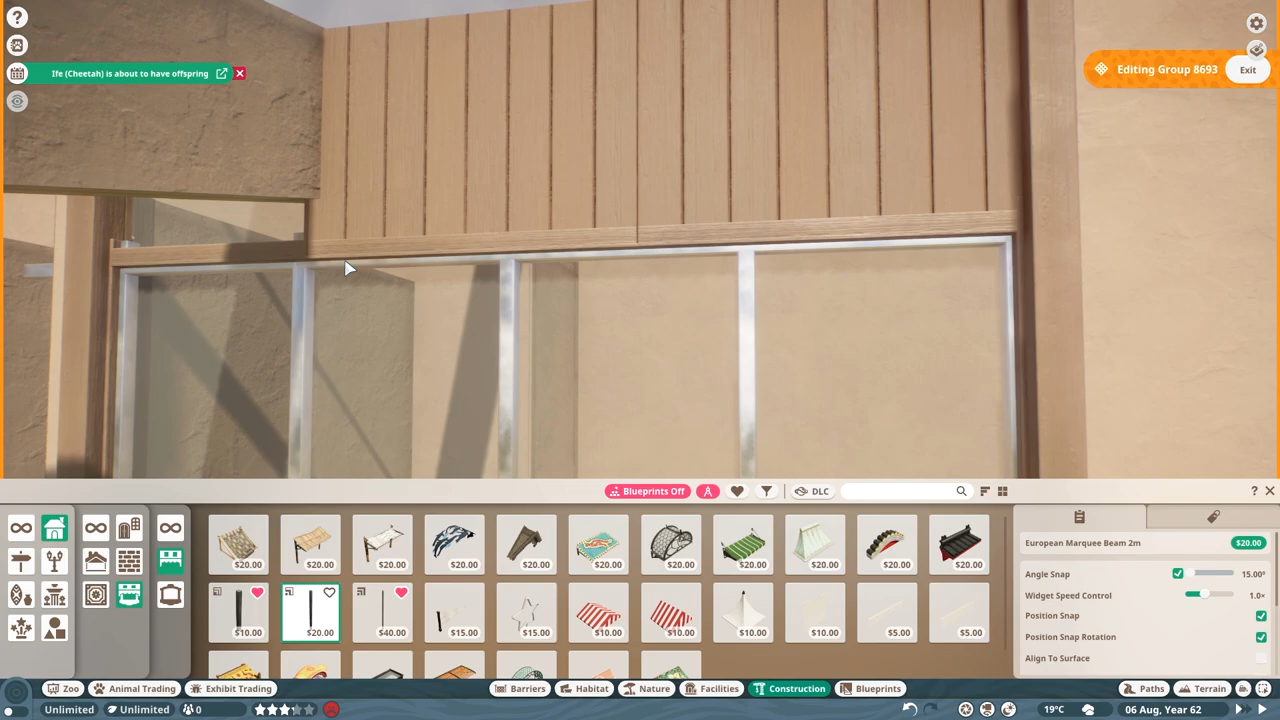 ?
Ife (Cheetah) is about to have offspring
Editing Group 8693
Exit
Blueprints Off
DLC
?
$20.00
$20.00
$20.00
$20.00
$20.00
$20.00
$20.00
$20.00
$20.00
$20.00
$20.00
$10.00
$20.00
$40.00
$15.00
$15.00
$10.00
$10.00
$10.00
$10.00
$5.00
$5.00
European Marquee Beam 2m
$20.00
Angle Snap
15.00°
Widget Speed Control
1.0×
Position Snap
Position Snap Rotation
Align To Surface
Zoo
Animal Trading
Exhibit Trading
Barriers
Habitat
Nature
Facilities
Construction
Blueprints
Paths
Terrain
Unlimited
Unlimited
0
19°C
06 Aug, Year 62